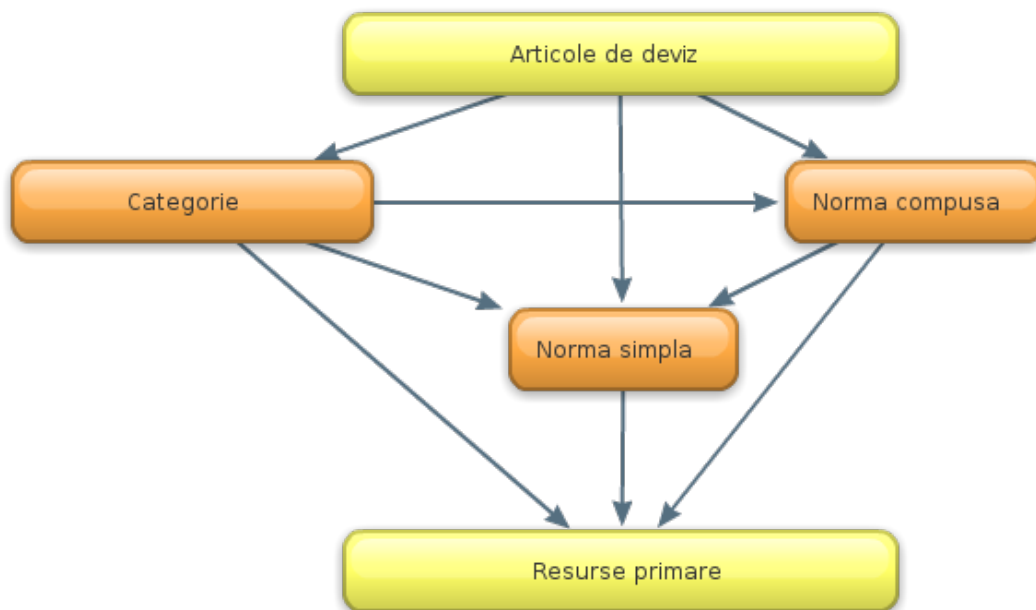 Articole de deviz
Categorie
Norma compusa
Norma simpla
Resurse primare